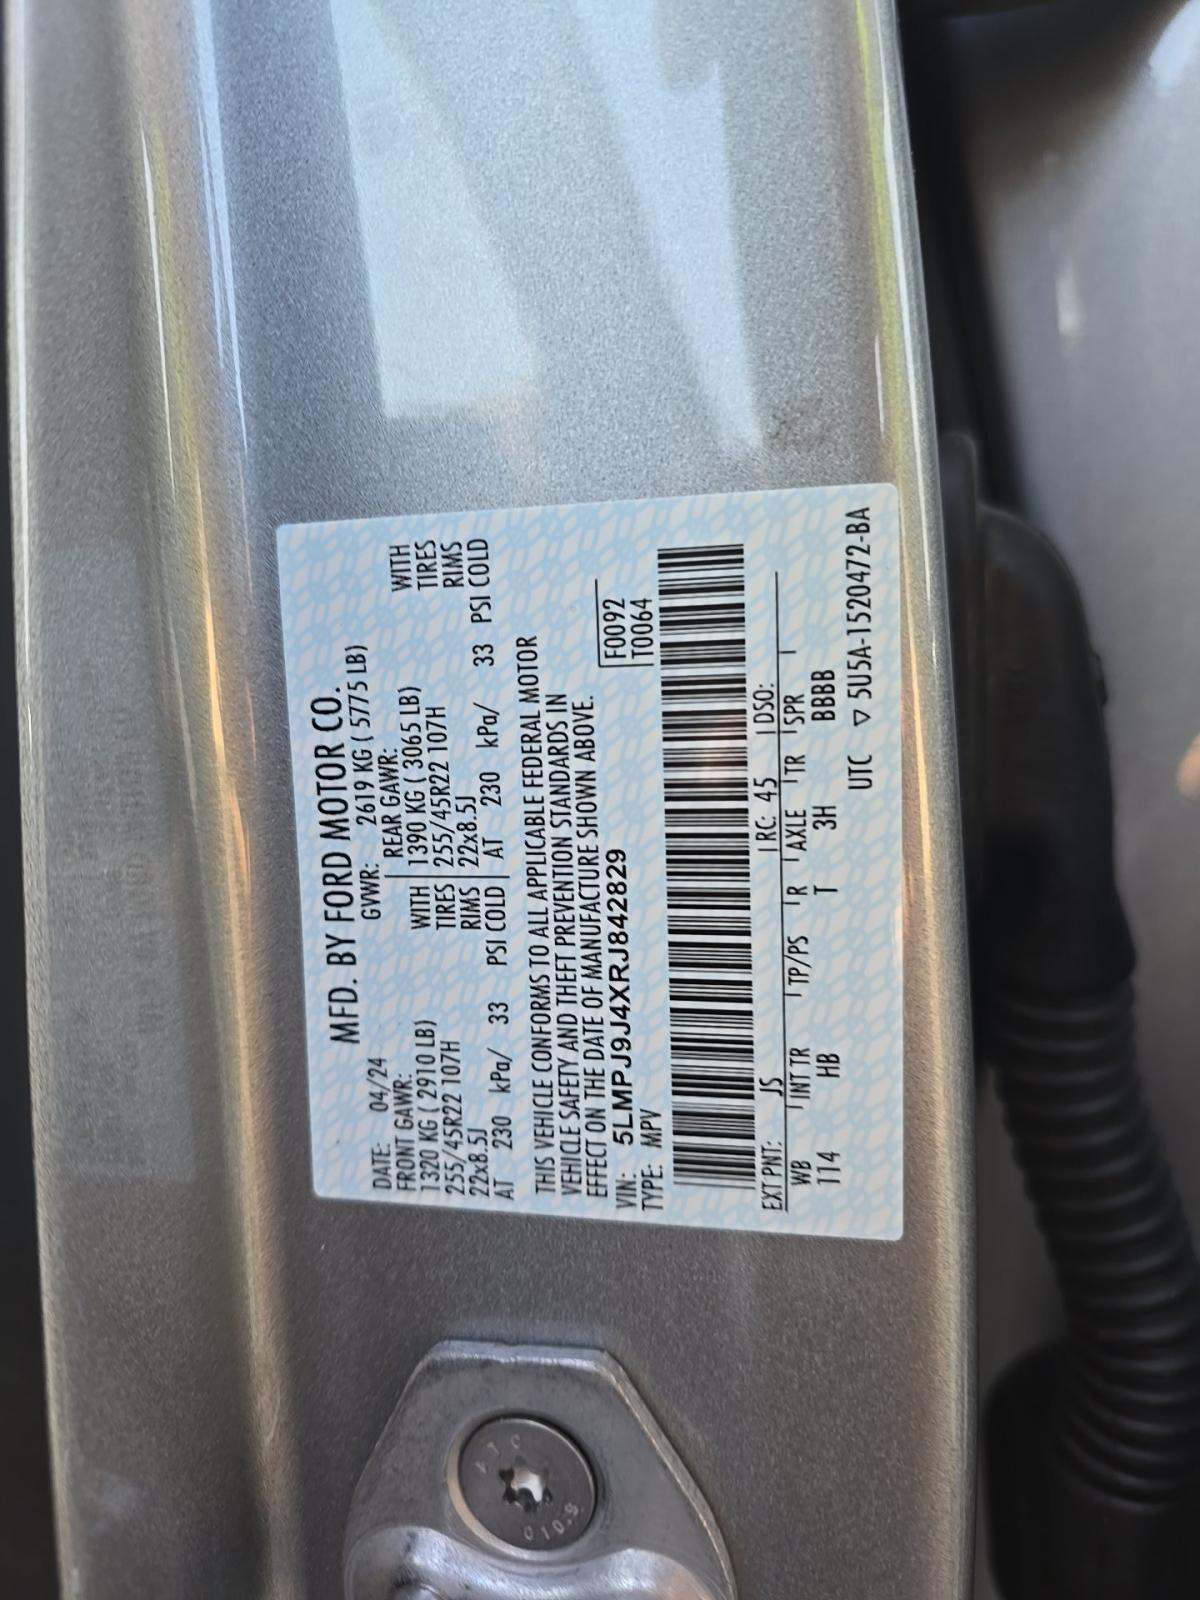 MFD. BY FORD MOTOR CO.
DATE: 04/24 GVWR: 2619 KG ( 5775 LB)
FRONT GAWR: REAR GAWR:
1320 KG ( 2910 LB) WITH 1390 KG ( 3065 LB) WITH
255/45R22 107H TIRES 255/45R22 107H TIRES
22x8.5J RIMS 22x8.5J RIMS
AT 230 kPa/ 33 PSI COLD AT 230 kPa/ 33 PSI COLD
THIS VEHICLE CONFORMS TO ALL APPLICABLE FEDERAL MOTOR
VEHICLE SAFETY AND THEFT PREVENTION STANDARDS IN
EFFECT ON THE DATE OF MANUFACTURE SHOWN ABOVE.
VIN: 5LMPJ9J4XRJ842829 F0092
TYPE: MPV T0064
EXT PNT: JS RC: 45 DSO:
WB INT TR TP/PS R AXLE TR SPR
114 HB T 3H BBBB
UTC ▽ 5U5A-1520472-BA